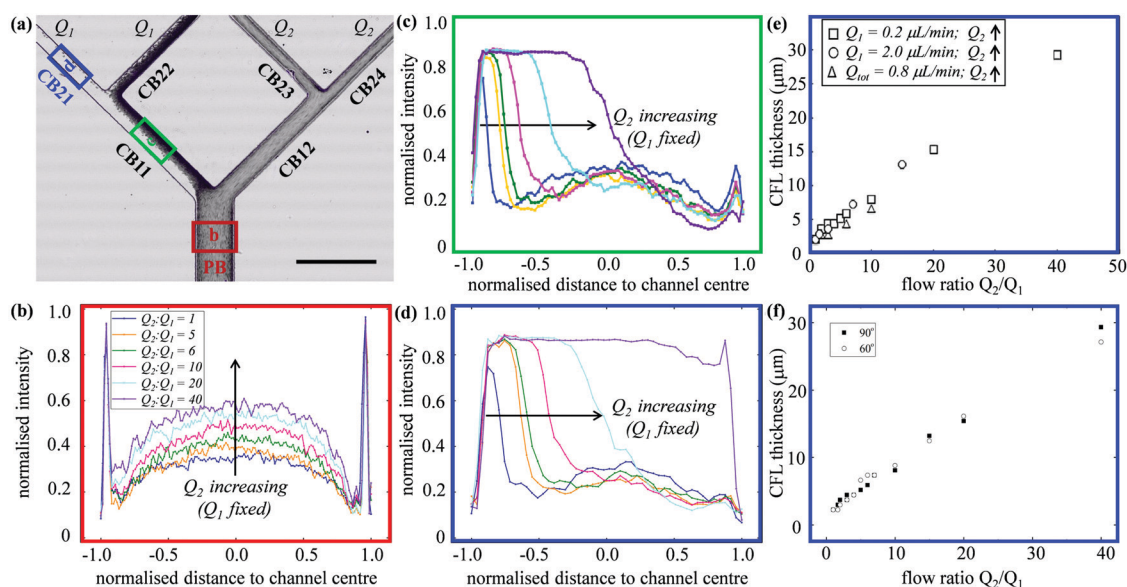 (a)
Q1
Q1
Q2
Q2
d
CB21
CB22
CB23
CB24
c
CB11
CB12
b
PB
(b)
normalised intensity
1.0
0.8
0.6
0.4
0.2
0
Q2:Q1 = 1
Q2:Q1 = 5
Q2:Q1 = 6
Q2:Q1 = 10
Q2:Q1 = 20
Q2:Q1 = 40
Q2 increasing
(Q1 fixed)
-1.0 -0.5 0.0 0.5 1.0
normalised distance to channel centre
(c)
normalised intensity
1.0
0.8
0.6
0.4
0.2
0
Q2 increasing
(Q1 fixed)
-1.0 -0.5 0.0 0.5 1.0
normalised distance to channel centre
(d)
normalised intensity
1.0
0.8
0.6
0.4
0.2
0
Q2 increasing
(Q1 fixed)
-1.0 -0.5 0.0 0.5 1.0
normalised distance to channel centre
(e)
CFL thickness (μm)
30
20
10
5
0
Q1 = 0.2 μL/min; Q2 ↑
Q1 = 2.0 μL/min; Q2 ↑
Qtot = 0.8 μL/min; Q2 ↑
0 10 20 30 40 50
flow ratio Q2/Q1
(f)
CFL thickness (μm)
30
20
10
0
90°
60°
0 10 20 30 40
flow ratio Q2/Q1